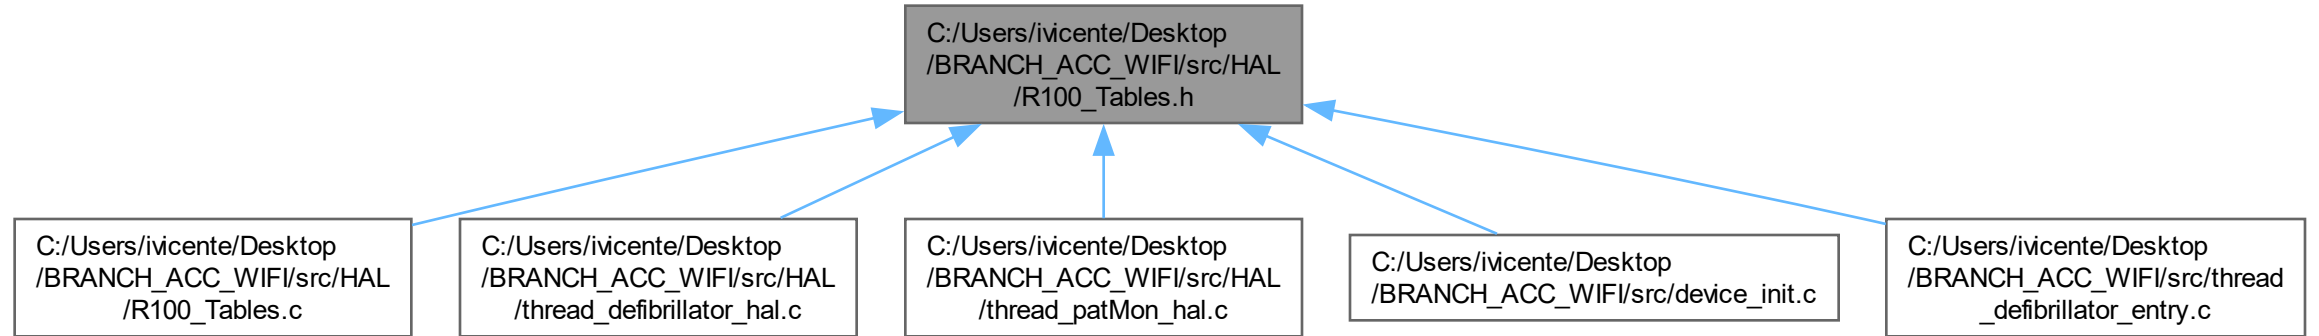 C:/Users/ivicente/Desktop
/BRANCH_ACC_WIFI/src/HAL
/R100_Tables.h
C:/Users/ivicente/Desktop
/BRANCH_ACC_WIFI/src/HAL
/R100_Tables.c
C:/Users/ivicente/Desktop
/BRANCH_ACC_WIFI/src/HAL
/thread_defibrillator_hal.c
C:/Users/ivicente/Desktop
/BRANCH_ACC_WIFI/src/HAL
/thread_patMon_hal.c
C:/Users/ivicente/Desktop
/BRANCH_ACC_WIFI/src/device_init.c
C:/Users/ivicente/Desktop
/BRANCH_ACC_WIFI/src/thread
_defibrillator_entry.c